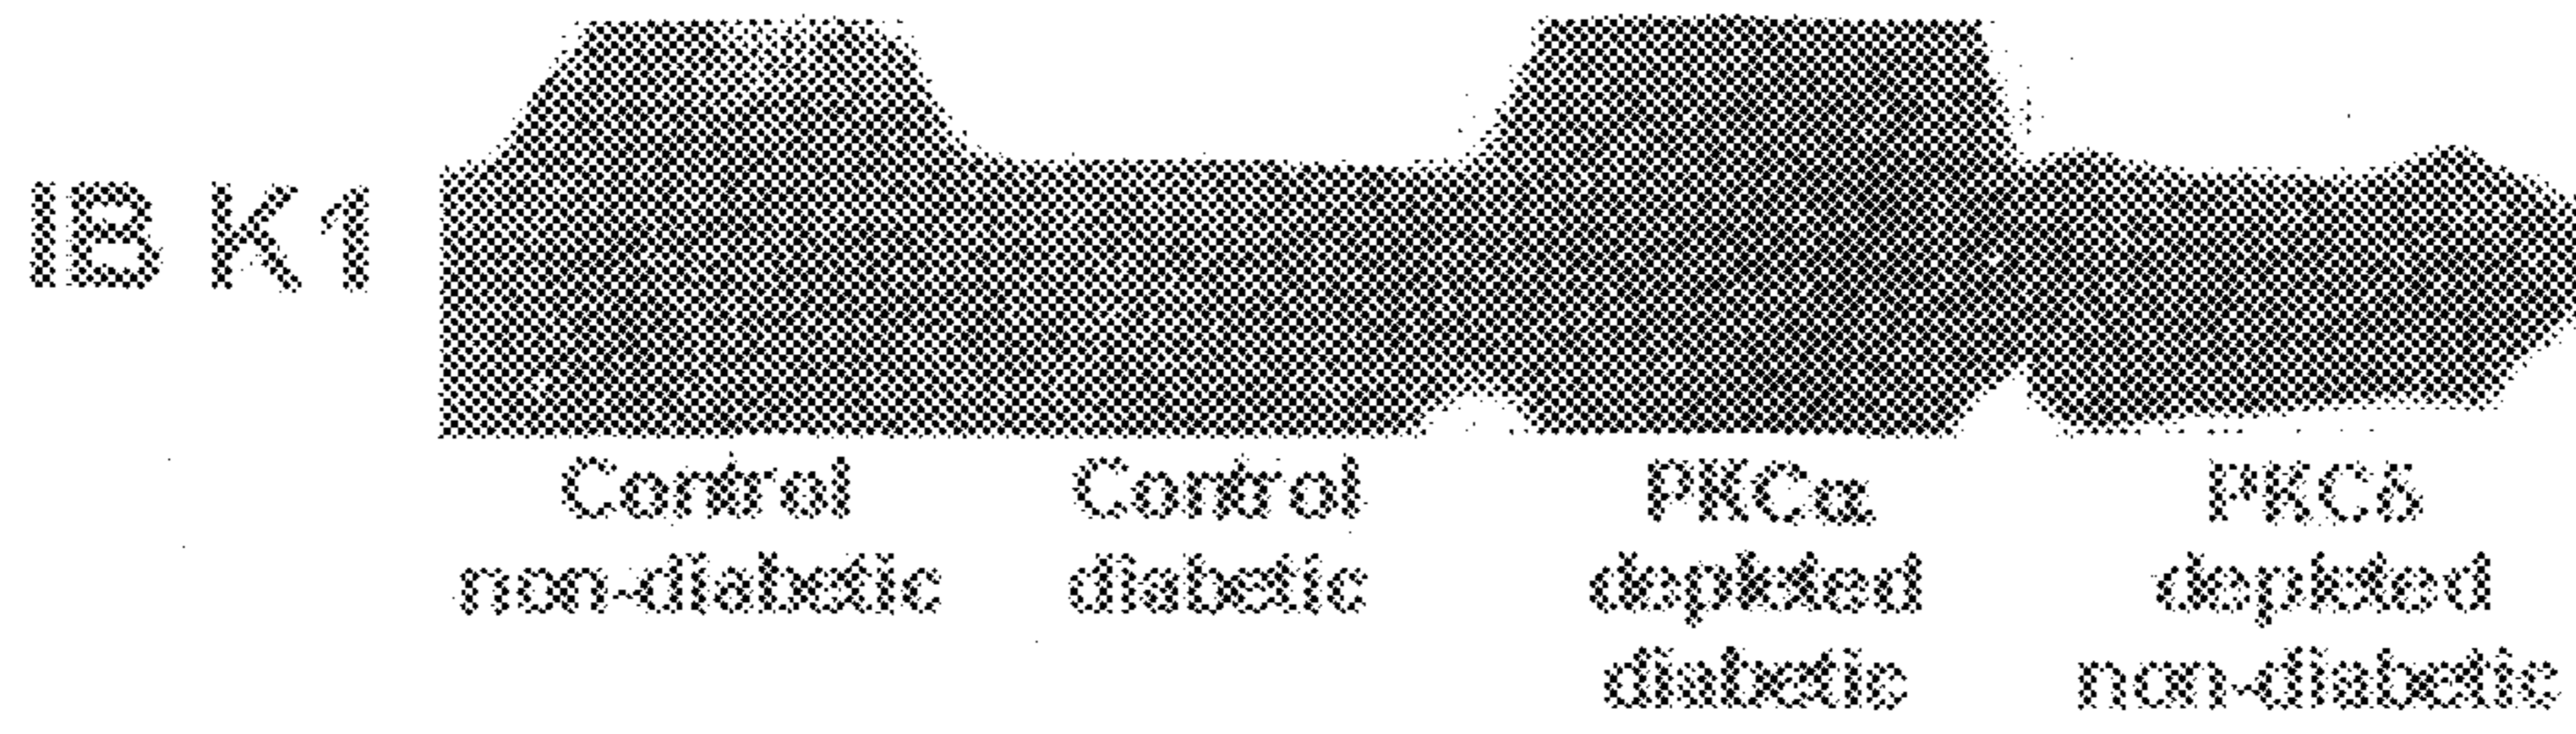 IB K1
Control
non-diabetic
Control
diabetic
PKCα
depleted
diabetic
PKCδ
depleted
non-diabetic